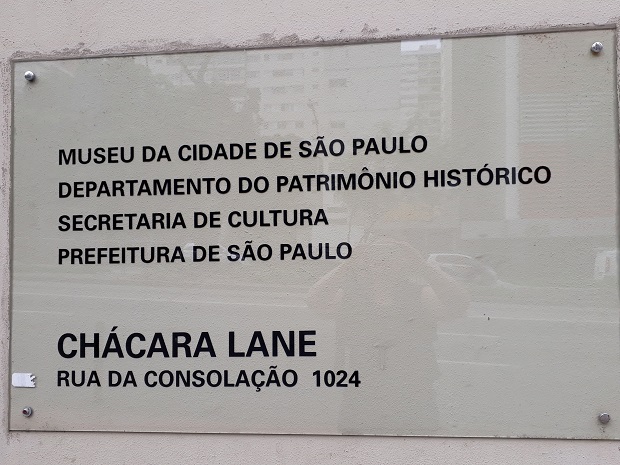 MUSEU DA CIDADE DE SÃO PAULO
DEPARTAMENTO DO PATRIMÔNIO HISTÓRICO
SECRETARIA DE CULTURA
PREFEITURA DE SÃO PAULO
CHÁCARA LANE
RUA DA CONSOLAÇÃO 1024